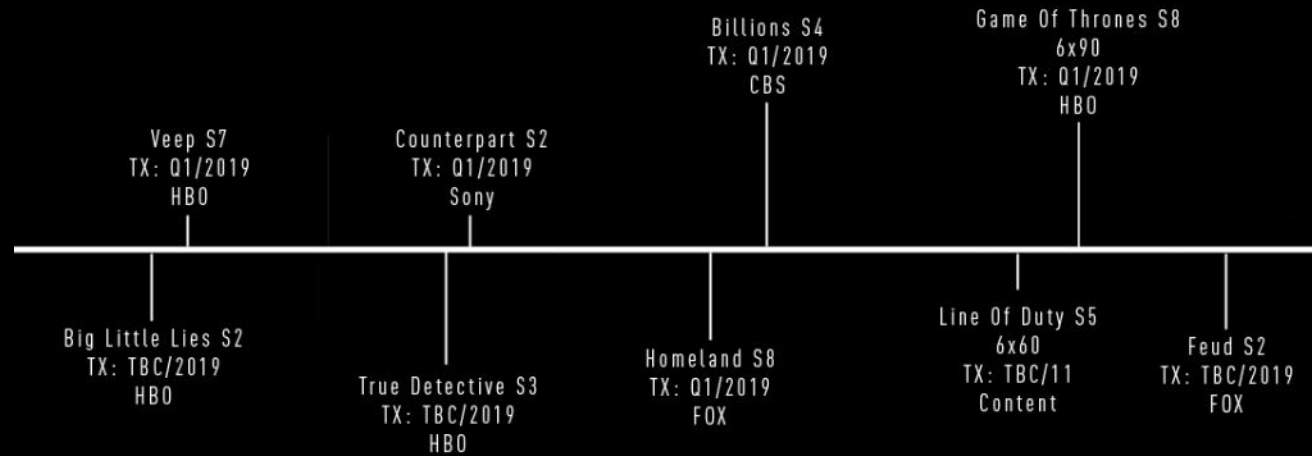 Veep S7
TX: Q1/2019
HBO
Counterpart S2
TX: Q1/2019
Sony
Billions S4
TX: Q1/2019
CBS
Game Of Thrones S8
6x90
TX: Q1/2019
HBO
Big Little Lies S2
TX: TBC/2019
HBO
True Detective S3
TX: TBC/2019
HBO
Homeland S8
TX: Q1/2019
FOX
Line Of Duty S5
6x60
TX: TBC/11
Content
Feud S2
TX: TBC/2019
FOX